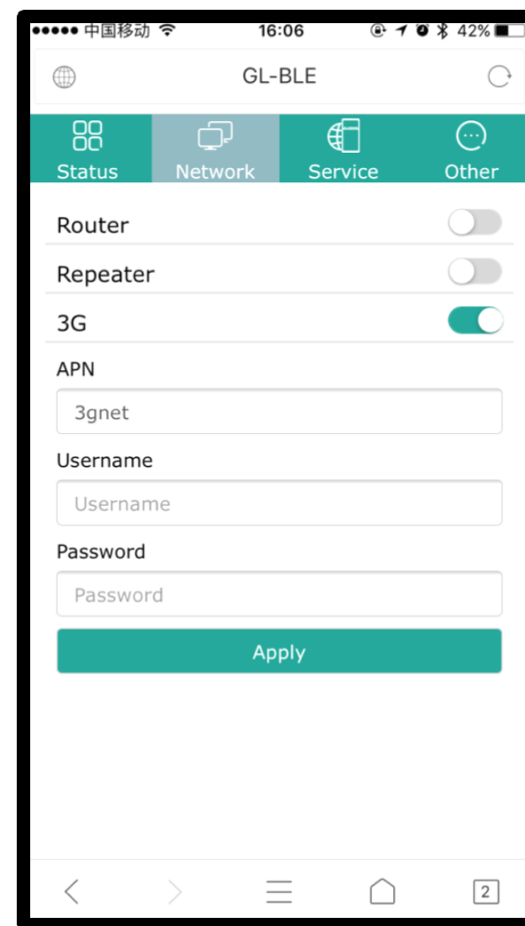 中国移动 16:06 42%
GL-BLE
Status Network Service Other
Router
Repeater
3G
APN
3gnet
Username
Username
Password
Password
Apply
2